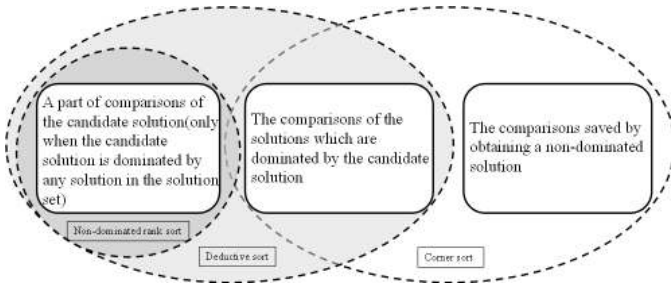 A part of comparisons of
the candidate solution(only
when the candidate
solution is dominated by
any solution in the solution
set)
The comparisons of the
solutions which are
dominated by the candidate
solution
The comparisons saved by
obtaining a non-dominated
solution
Non-dominated rank sort
Deductive sort
Corner sort